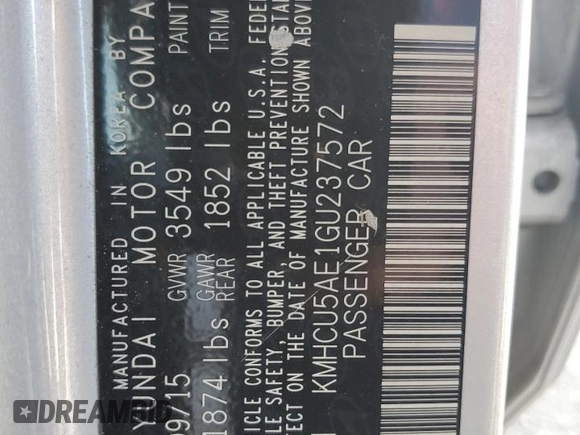 MANUFACTURED IN KOREA BY
YUNDAI MOTOR COMPA
09/15 GVWR 3549 lbs PAINT
GAWR
1874 lbs REAR 1852 lbs TRIM
ICLE CONFORMS TO ALL APPLICABLE U.S.A. FEDE
LE SAFETY, BUMPER, AND THEFT PREVENTION STAN
ECT ON THE DATE OF MANUFACTURE SHOWN ABOV
KMHCU5AE1GU237572
PASSENGER CAR
DREAMBID